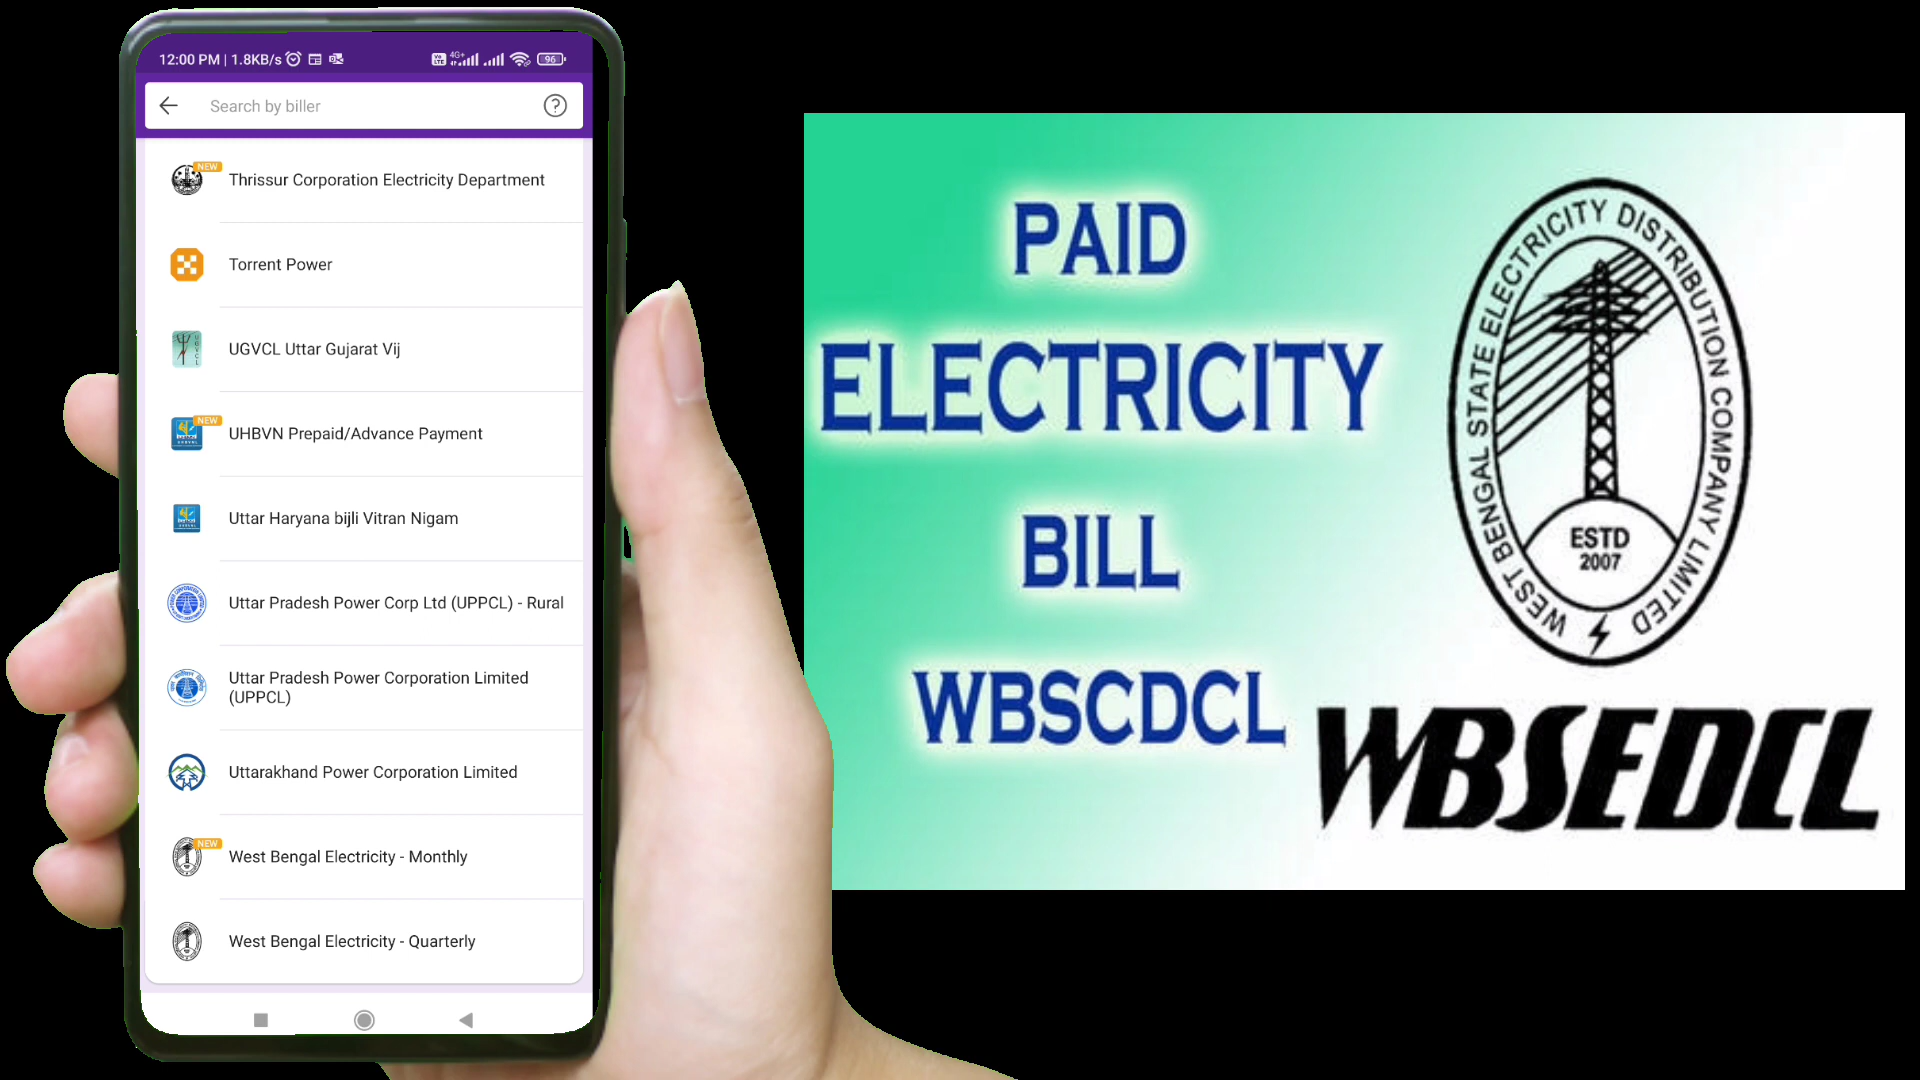 12:00 PM | 1.8KB/s
4G+
96
Search by biller
NEW
Thrissur Corporation Electricity Department
Torrent Power
UGVCL Uttar Gujarat Vij
NEW
UHBVN Prepaid/Advance Payment
Uttar Haryana bijli Vitran Nigam
Uttar Pradesh Power Corp Ltd (UPPCL) - Rural
Uttar Pradesh Power Corporation Limited
(UPPCL)
Uttarakhand Power Corporation Limited
NEW
West Bengal Electricity - Monthly
West Bengal Electricity - Quarterly
PAID
ELECTRICITY
BILL
WBSCDCL
WEST BENGAL STATE ELECTRICITY DISTRIBUTION COMPANY LIMITED
ESTD
2007
WBSEDCL